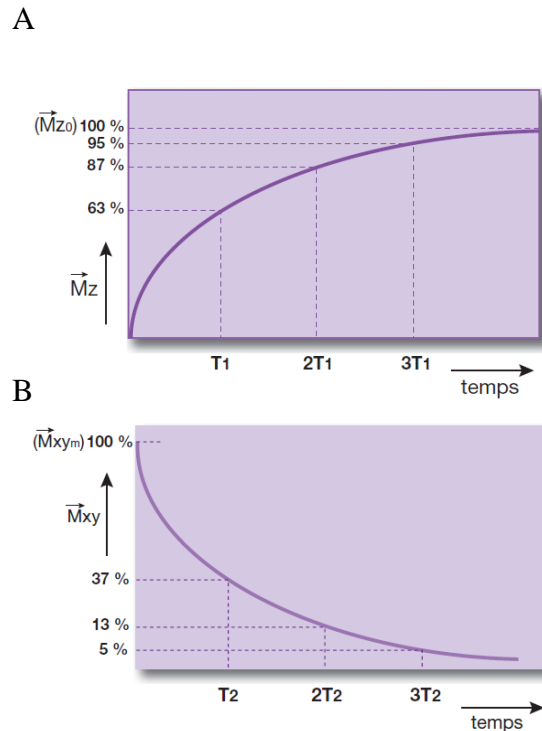 A
(Mz0) 100 %
95 %
87 %
63 %
Mz
T1 2T1 3T1
temps
B
(Mxym) 100 %
Mxy
37 %
13 %
5 %
T2 2T2 3T2
temps